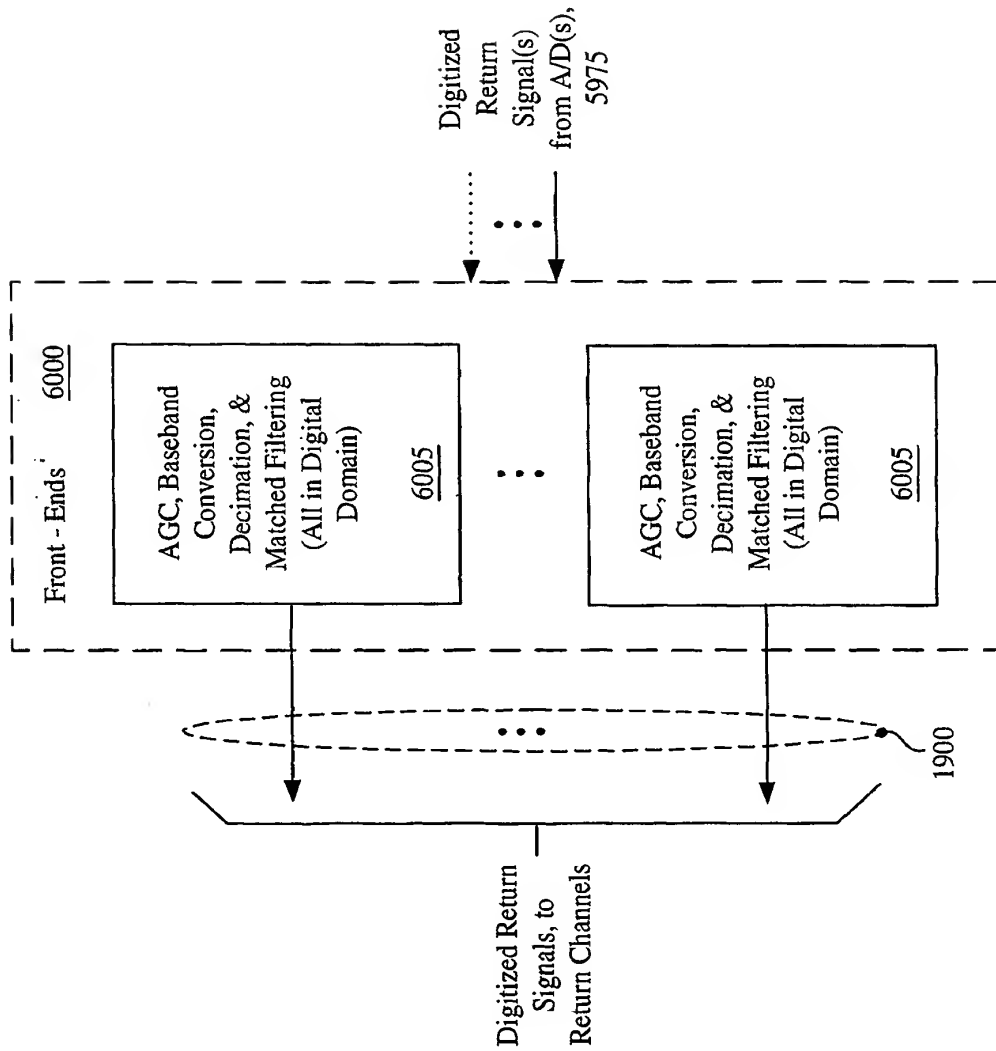 Front - Ends'
6000
AGC, Baseband
Conversion,
Decimation, &
Matched Filtering
(All in Digital
Domain)
6005
AGC, Baseband
Conversion,
Decimation, &
Matched Filtering
(All in Digital
Domain)
6005
Digitized
Return
Signal(s)
from A/D(s),
5975
1900
Digitized Return
Signals, to
Return Channels